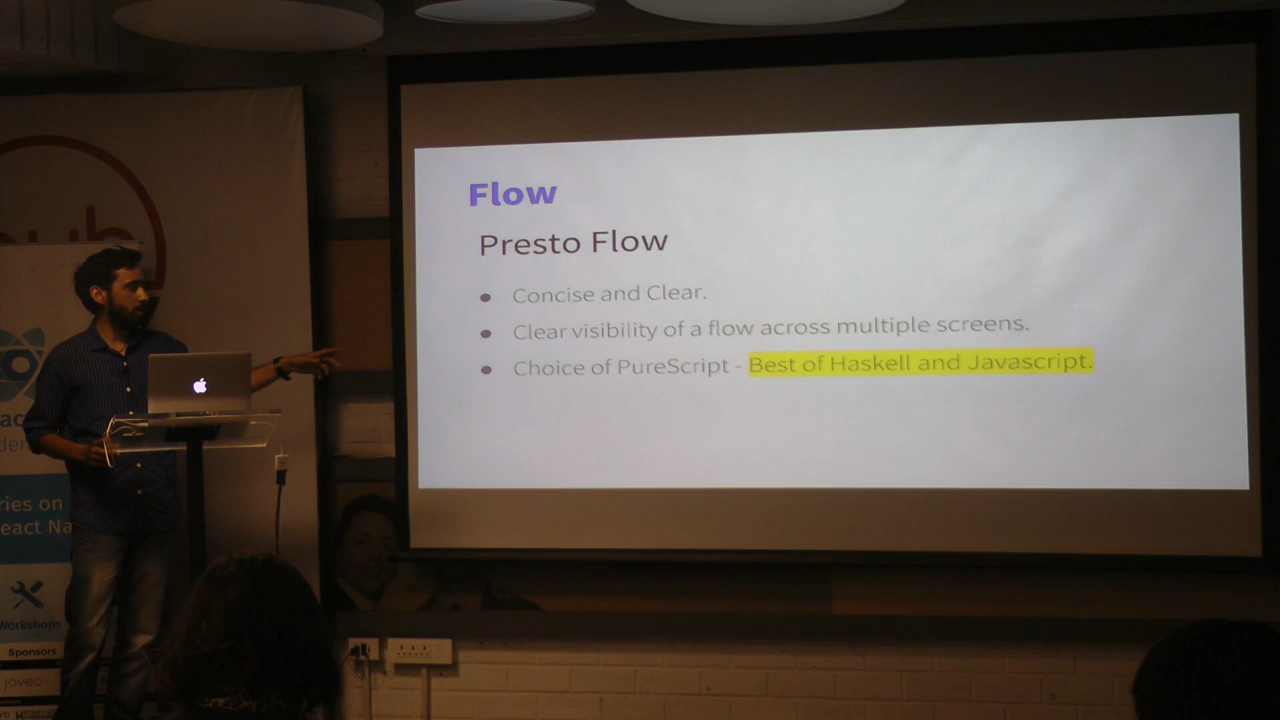 Flow
Presto Flow
Concise and Clear.
Clear visibility of a flow across multiple screens.
Choice of PureScript - Best of Haskell and Javascript.
ries on
eact Na
Workshops
Sponsors
joveo